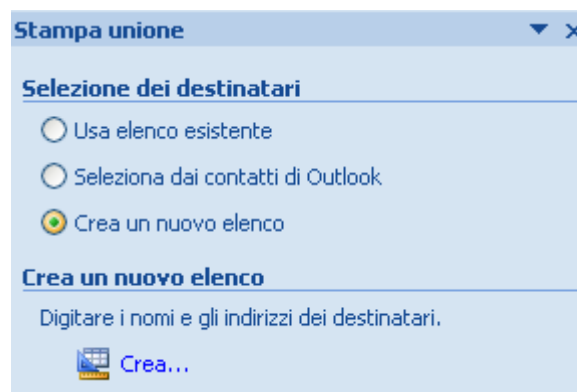 Stampa unione
Selezione dei destinatari
Usa elenco esistente
Seleziona dai contatti di Outlook
Crea un nuovo elenco
Crea un nuovo elenco
Digitare i nomi e gli indirizzi dei destinatari.
Crea...